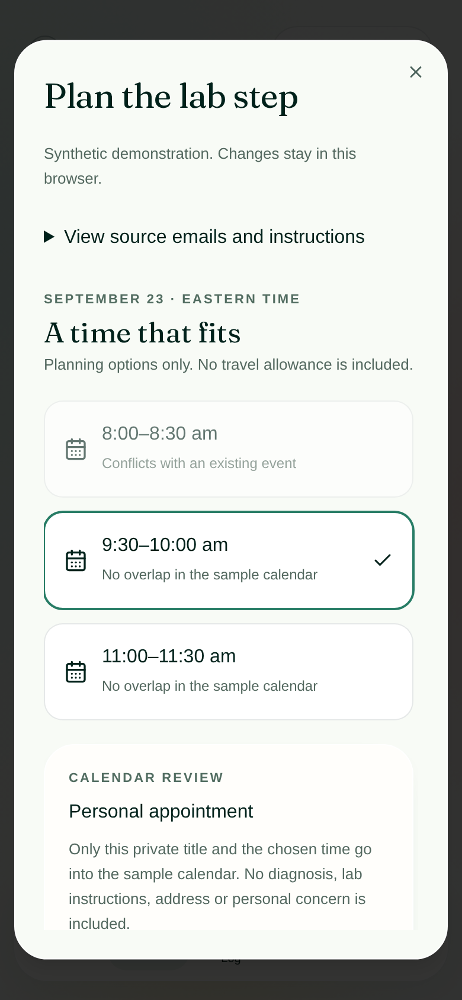 Plan the lab step
Synthetic demonstration. Changes stay in this
browser.
View source emails and instructions
SEPTEMBER 23 · EASTERN TIME
A time that fits
Planning options only. No travel allowance is included.
8:00–8:30 am
Conflicts with an existing event
9:30–10:00 am
No overlap in the sample calendar
11:00–11:30 am
No overlap in the sample calendar
CALENDAR REVIEW
Personal appointment
Only this private title and the chosen time go
into the sample calendar. No diagnosis, lab
instructions, address or personal concern is
included.
Log